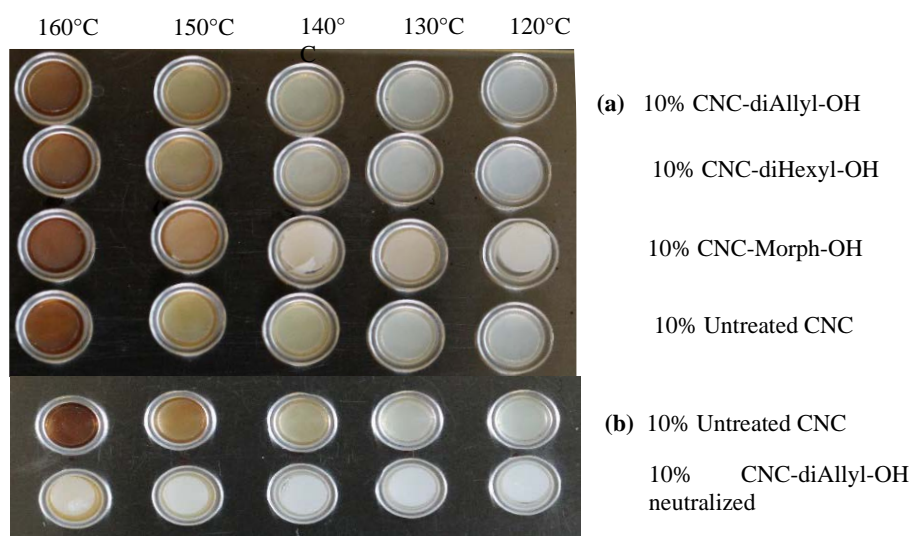 160°C 150°C 140° 130°C 120°C
C
(a) 10% CNC-diAllyl-OH
10% CNC-diHexyl-OH
10% CNC-Morph-OH
10% Untreated CNC
(b) 10% Untreated CNC
10% CNC-diAllyl-OH
neutralized